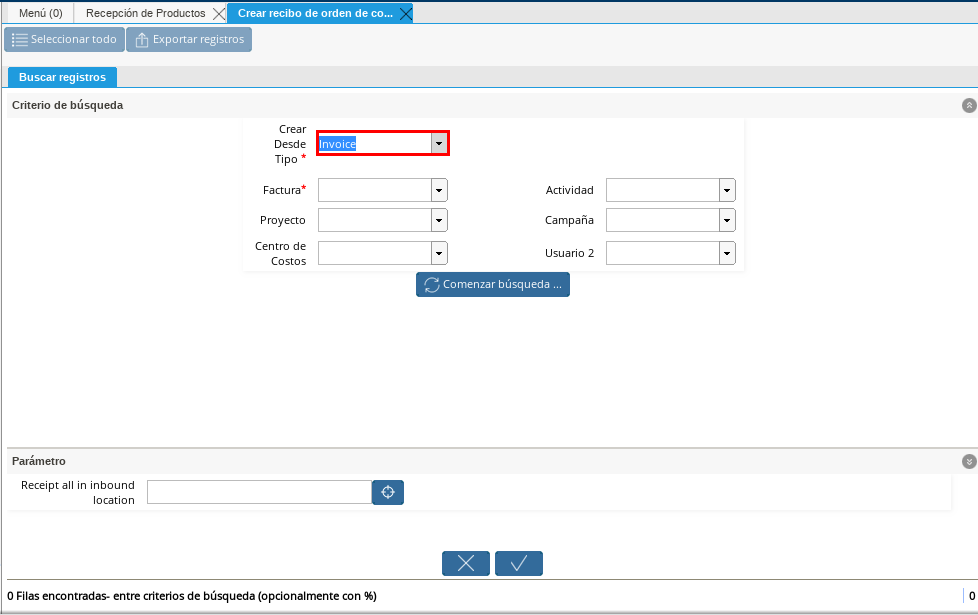 Menú (0)
Recepción de Productos
Crear recibo de orden de co...
Seleccionar todo
Exportar registros
Buscar registros
Criterio de búsqueda
Crear
Desde
Tipo *
Invoice
Factura*
Actividad
Proyecto
Campaña
Centro de
Costos
Usuario 2
Comenzar búsqueda ...
Parámetro
Receipt all in inbound
location
0 Filas encontradas- entre criterios de búsqueda (opcionalmente con %)
0